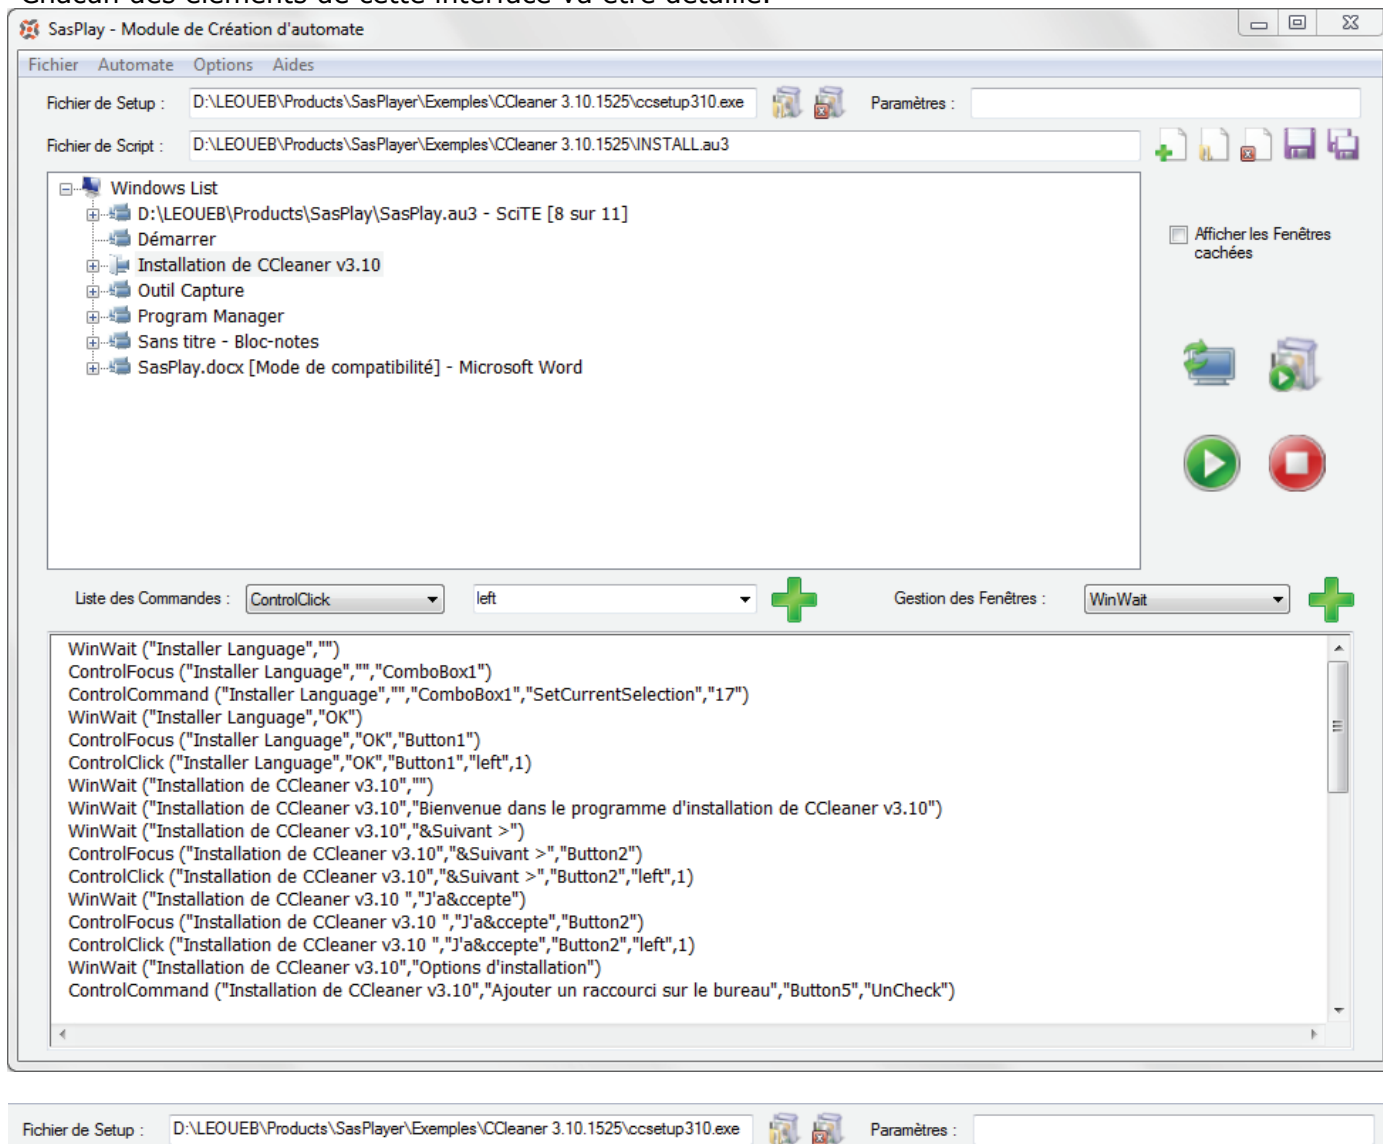 Chacun des éléments de cette interface va être détaillé.
SasPlay - Module de Création d'automate
Fichier Automate Options Aides
Fichier de Setup : D:\LEOUEB\Products\SasPlayer\Exemples\CCleaner 3.10.1525\ccsetup310.exe Paramètres :
Fichier de Script : D:\LEOUEB\Products\SasPlayer\Exemples\CCleaner 3.10.1525\INSTALL.au3
Windows List
D:\LEOUEB\Products\SasPlay\SasPlay.au3 - SciTE [8 sur 11]
Démarrer
Installation de CCleaner v3.10
Outil Capture
Program Manager
Sans titre - Bloc-notes
SasPlay.docx [Mode de compatibilité] - Microsoft Word
Afficher les Fenêtres
cachées
Liste des Commandes : ControlClick left Gestion des Fenêtres : WinWait
WinWait ("Installer Language","")
ControlFocus ("Installer Language","","ComboBox1")
ControlCommand ("Installer Language","","ComboBox1","SetCurrentSelection","17")
WinWait ("Installer Language","OK")
ControlFocus ("Installer Language","OK","Button1")
ControlClick ("Installer Language","OK","Button1","left",1)
WinWait ("Installation de CCleaner v3.10","")
WinWait ("Installation de CCleaner v3.10","Bienvenue dans le programme d'installation de CCleaner v3.10")
WinWait ("Installation de CCleaner v3.10","&Suivant >")
ControlFocus ("Installation de CCleaner v3.10","&Suivant >","Button2")
ControlClick ("Installation de CCleaner v3.10","&Suivant >","Button2","left",1)
WinWait ("Installation de CCleaner v3.10 ","J'a&ccepte")
ControlFocus ("Installation de CCleaner v3.10 ","J'a&ccepte","Button2")
ControlClick ("Installation de CCleaner v3.10 ","J'a&ccepte","Button2","left",1)
WinWait ("Installation de CCleaner v3.10","Options d'installation")
ControlCommand ("Installation de CCleaner v3.10","Ajouter un raccourci sur le bureau","Button5","UnCheck")
Fichier de Setup : D:\LEOUEB\Products\SasPlayer\Exemples\CCleaner 3.10.1525\ccsetup310.exe Paramètres :